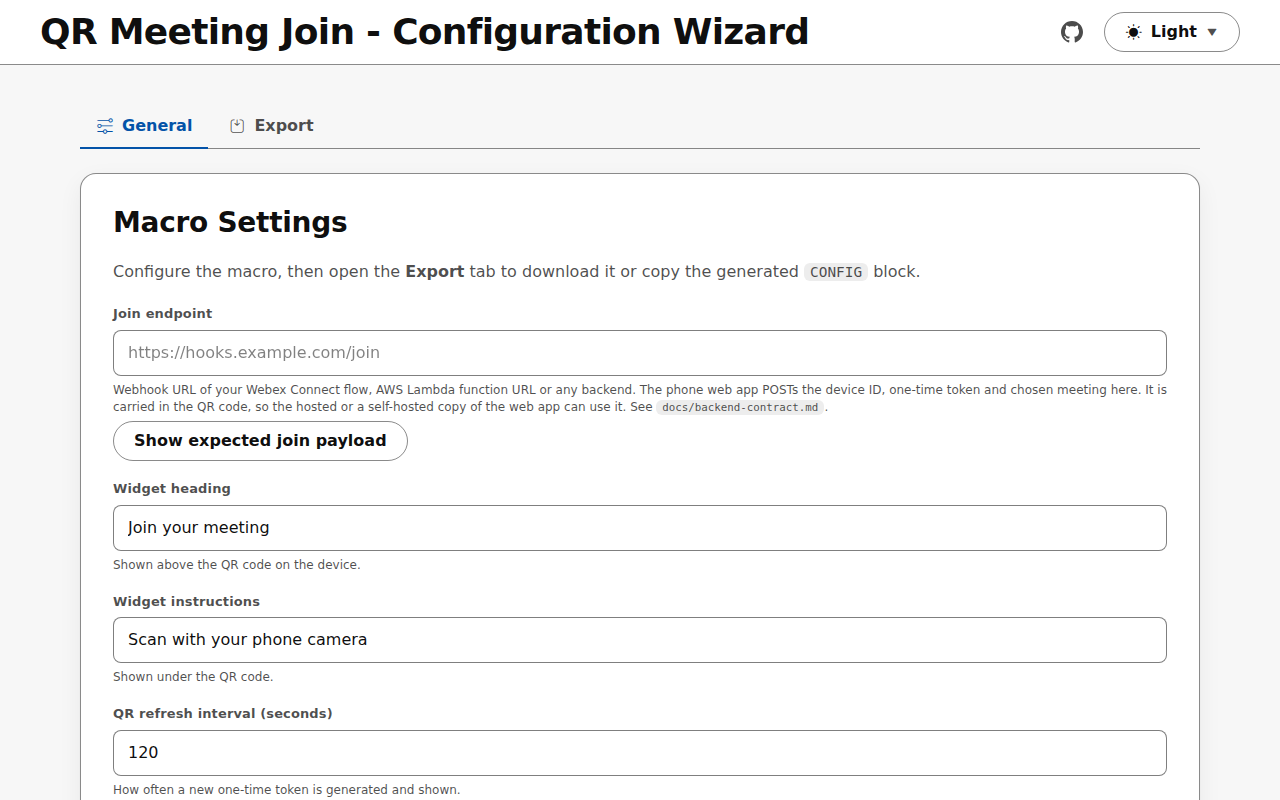 QR Meeting Join - Configuration Wizard
Light
General
Export
Macro Settings
Configure the macro, then open the Export tab to download it or copy the generated CONFIG block.
Join endpoint
https://hooks.example.com/join
Webhook URL of your Webex Connect flow, AWS Lambda function URL or any backend. The phone web app POSTs the device ID, one-time token and chosen meeting here. It is
carried in the QR code, so the hosted or a self-hosted copy of the web app can use it. See docs/backend-contract.md.
Show expected join payload
Widget heading
Join your meeting
Shown above the QR code on the device.
Widget instructions
Scan with your phone camera
Shown under the QR code.
QR refresh interval (seconds)
120
How often a new one-time token is generated and shown.